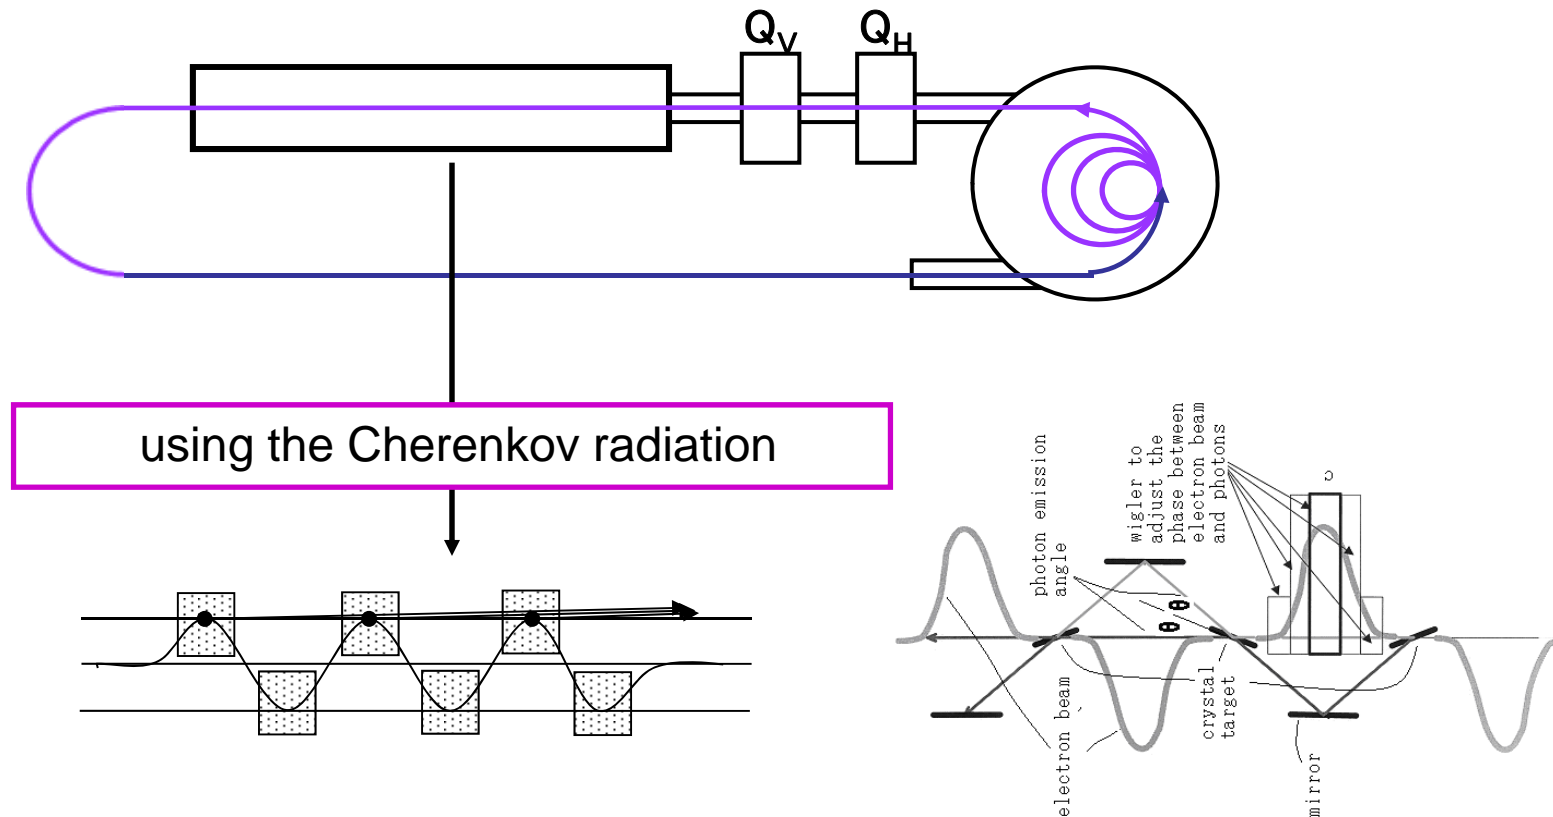 QV
QH
using the Cherenkov radiation
photon emission
angle
wigler to
adjust the
phase between
electron beam
and photons
c
θ
θ
electron beam
crystal
target
mirror